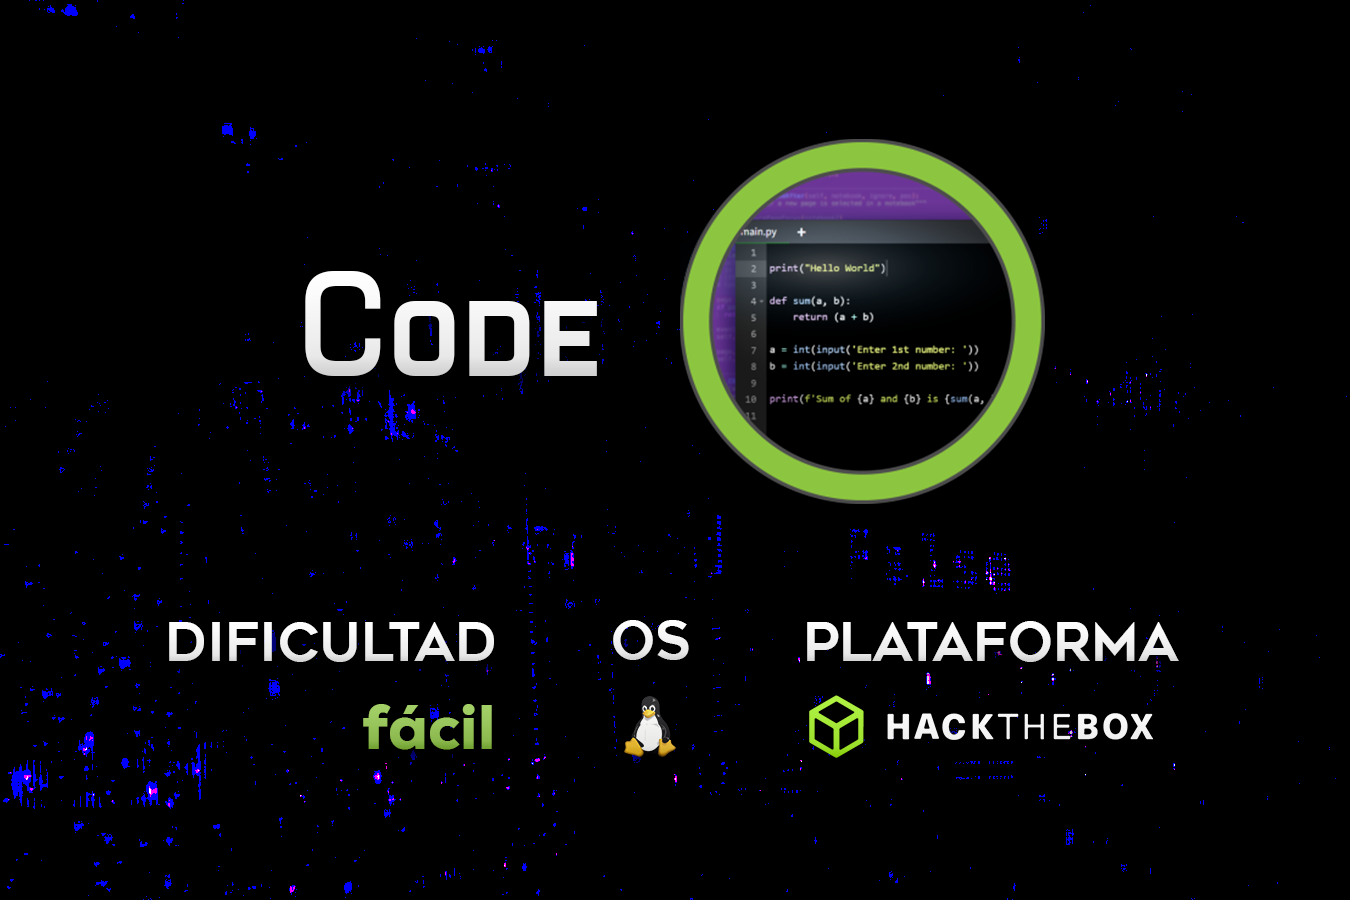 Code
main.py +
1
2 print("Hello World")
3
4 def sum(a, b):
5 return (a + b)
6
7 a = int(input('Enter 1st number: '))
8 b = int(input('Enter 2nd number: '))
9
10 print(f'Sum of {a} and {b} is {sum(a,
11
DIFICULTAD
fácil
OS
PLATAFORMA
HACKTHEBOX